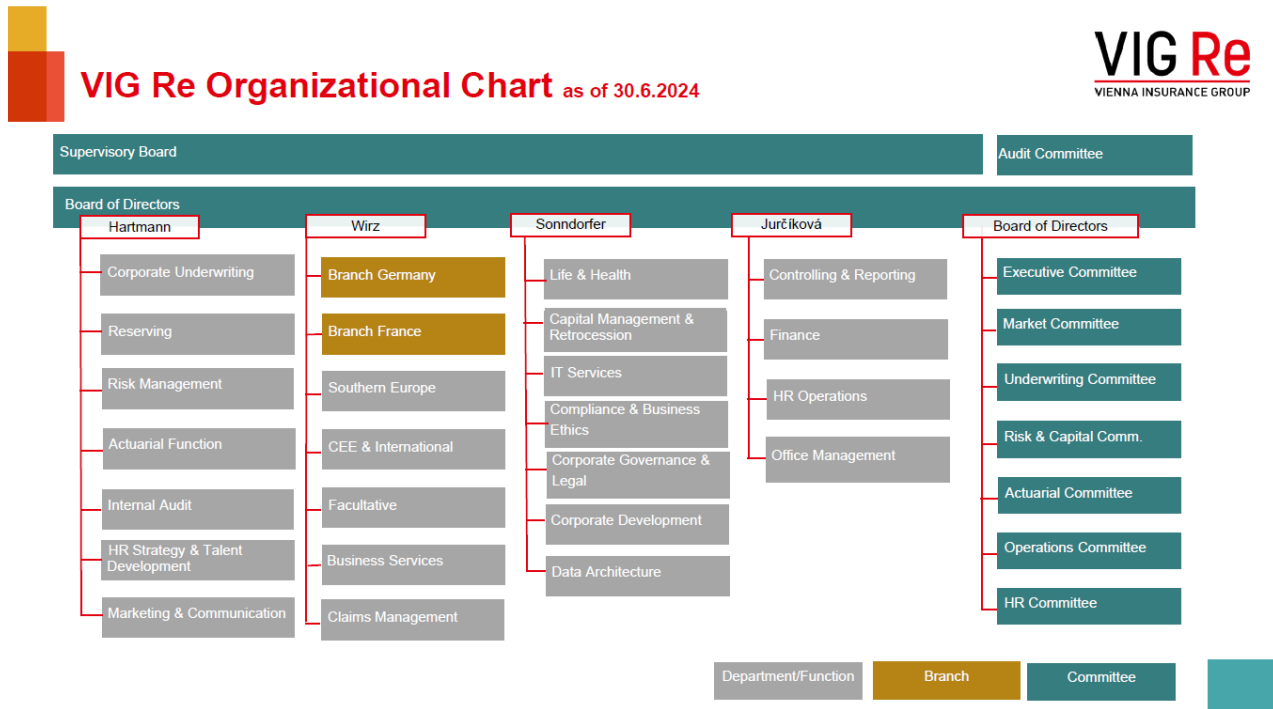 VIG Re
VIENNA INSURANCE GROUP
VIG Re Organizational Chart as of 30.6.2024
Supervisory Board
Audit Committee
Board of Directors
Hartmann
Corporate Underwriting
Reserving
Risk Management
Actuarial Function
Internal Audit
HR Strategy & Talent
Development
Marketing & Communication
Wirz
Branch Germany
Branch France
Southern Europe
CEE & International
Facultative
Business Services
Claims Management
Sonndorfer
Life & Health
Capital Management &
Retrocession
IT Services
Compliance & Business
Ethics
Corporate Governance &
Legal
Corporate Development
Data Architecture
Jurčíková
Controlling & Reporting
Finance
HR Operations
Office Management
Board of Directors
Executive Committee
Market Committee
Underwriting Committee
Risk & Capital Comm.
Actuarial Committee
Operations Committee
HR Committee
Department/Function
Branch
Committee